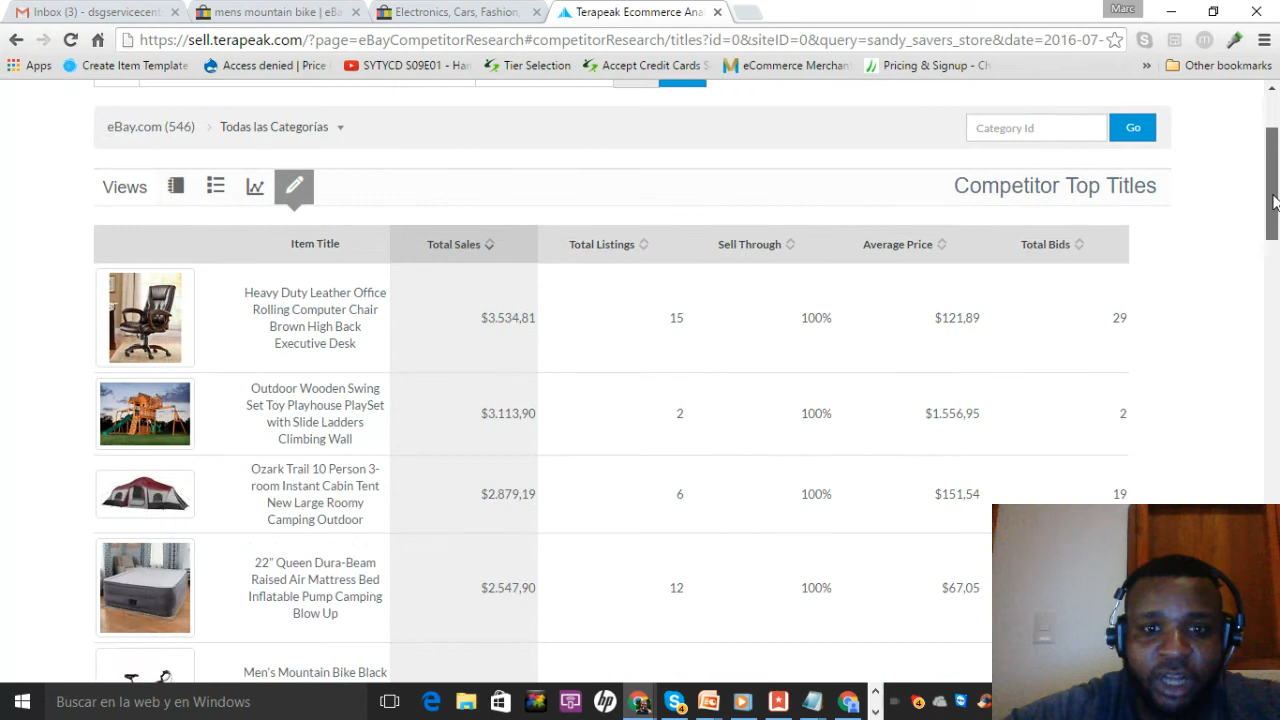 Inbox (3) - dsgservicecent
mens mountain bike | eBa
Electronics, Cars, Fashion,
Terapeak Ecommerce Ana
Marc
https://sell.terapeak.com/?page=eBayCompetitorResearch#competitorResearch/titles?id=0&siteID=0&query=sandy_savers_store&date=2016-07-
Apps
Create Item Template
Access denied | Price
SYTYCD S09E01 - Han
Tier Selection
Accept Credit Cards
eCommerce Merchan
Pricing & Signup - Ch
»
Other bookmarks
eBay.com (546)
Todas las Categorías
Category Id
Go
Views
Competitor Top Titles
Item Title
Total Sales
Total Listings
Sell Through
Average Price
Total Bids
Heavy Duty Leather Office
Rolling Computer Chair
Brown High Back
Executive Desk
$3.534,81
15
100%
$121,89
29
Outdoor Wooden Swing
Set Toy Playhouse PlaySet
with Slide Ladders
Climbing Wall
$3.113,90
2
100%
$1.556,95
2
Ozark Trail 10 Person 3-
room Instant Cabin Tent
New Large Roomy
Camping Outdoor
$2.879,19
6
100%
$151,54
19
22" Queen Dura-Beam
Raised Air Mattress Bed
Inflatable Pump Camping
Blow Up
$2.547,90
12
100%
$67,05
Men's Mountain Bike Black
Buscar en la web y en Windows